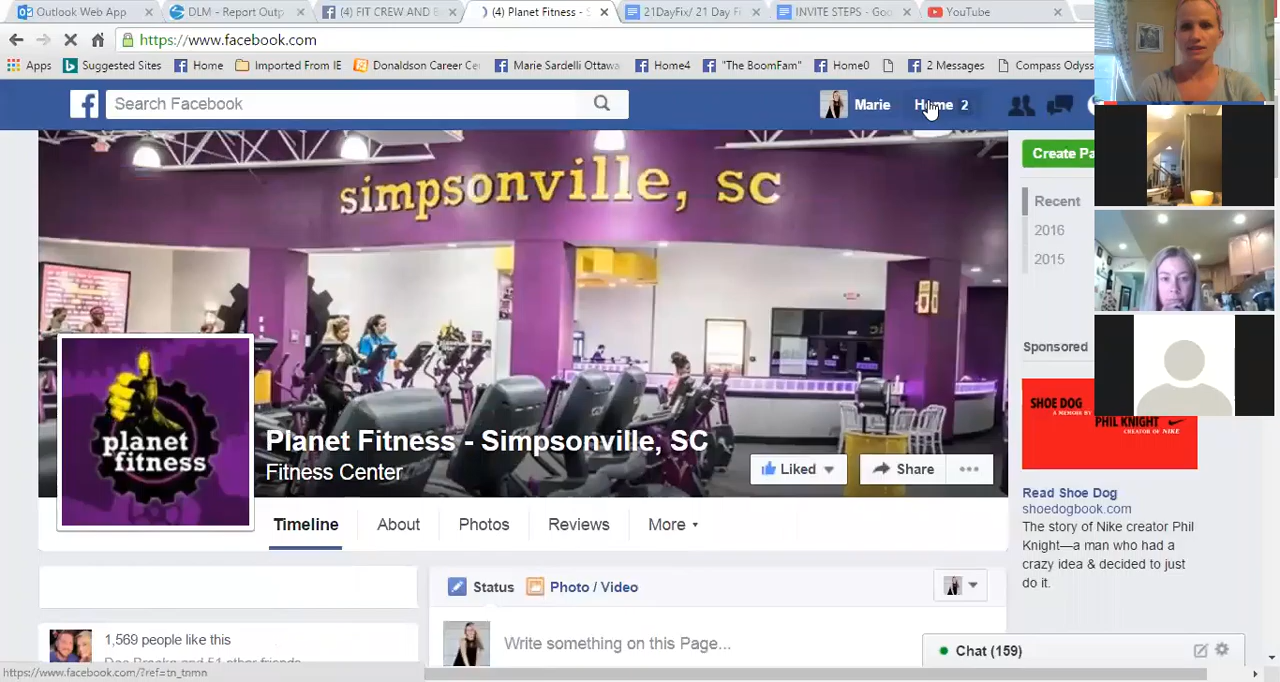 Outlook Web App
DLM - Report Outp
(4) FIT CREW AND B
(4) Planet Fitness - S
21DayFix/ 21 Day Fi
INVITE STEPS - Goo
YouTube
https://www.facebook.com
Apps
Suggested Sites
Home
Imported From IE
Donaldson Career Ce
Marie Sardelli Ottawa
Home4
"The BoomFam"
Home0
2 Messages
Compass Odyss
Search Facebook
Marie
Home 2
simpsonville, sc
Create Pa
Recent
2016
2015
planet
fitness
Planet Fitness - Simpsonville, SC
Fitness Center
Liked
Share
Timeline
About
Photos
Reviews
More
Sponsored
SHOE DOG
A MEMOIR BY
PHIL KNIGHT
CREATOR OF NIKE
Read Shoe Dog
shoedogbook.com
The story of Nike creator Phil
Knight—a man who had a
crazy idea & decided to just
do it.
Status
Photo / Video
1,569 people like this
Write something on this Page...
Chat (159)
https://www.facebook.com/?ref=tn_tnmn